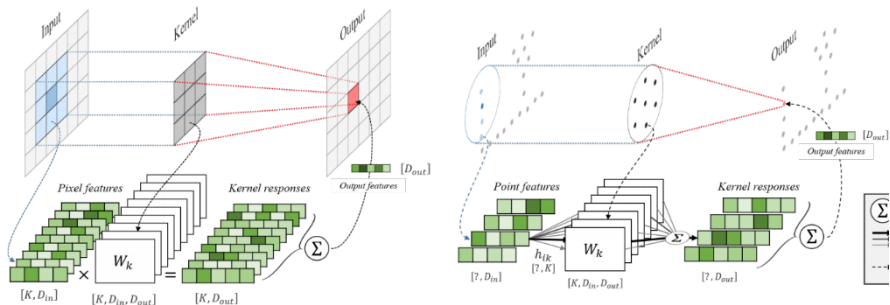 Input
Kernel
Output
[D_out]
Output features
Pixel features
Kernel responses
Σ
W_k
×
=
[K, D_in]
[K, D_in, D_out]
[K, D_out]
Input
Kernel
Output
[D_out]
Output features
Point features
Kernel responses
Σ
W_k
Σ
h_ik
[?, K]
[?, D_in]
[K, D_in, D_out]
[?, D_out]
Σ